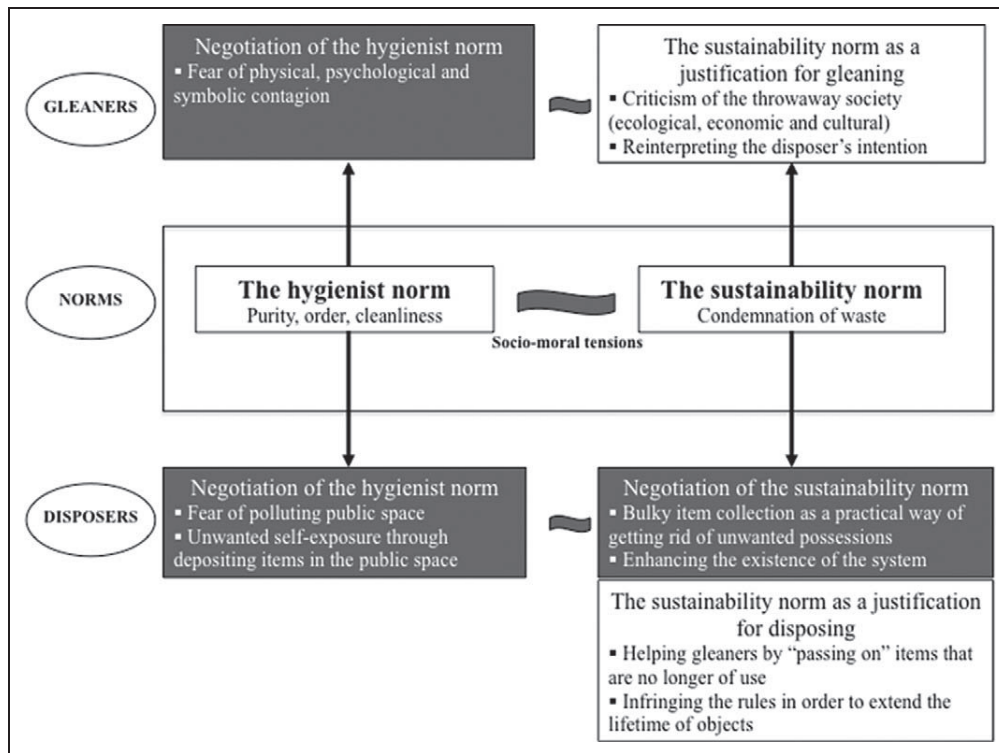 GLEANERS
Negotiation of the hygienist norm
▪ Fear of physical, psychological and
symbolic contagion
The sustainability norm as a
justification for gleaning
▪ Criticism of the throwaway society
(ecological, economic and cultural)
▪ Reinterpreting the disposer's intention
NORMS
The hygienist norm
Purity, order, cleanliness
Socio-moral tensions
The sustainability norm
Condemnation of waste
DISPOSERS
Negotiation of the hygienist norm
▪ Fear of polluting public space
▪ Unwanted self-exposure through
depositing items in the public space
Negotiation of the sustainability norm
▪ Bulky item collection as a practical way of
getting rid of unwanted possessions
▪ Enhancing the existence of the system
The sustainability norm as a justification
for disposing
▪ Helping gleaners by “passing on” items that
are no longer of use
▪ Infringing the rules in order to extend the
lifetime of objects